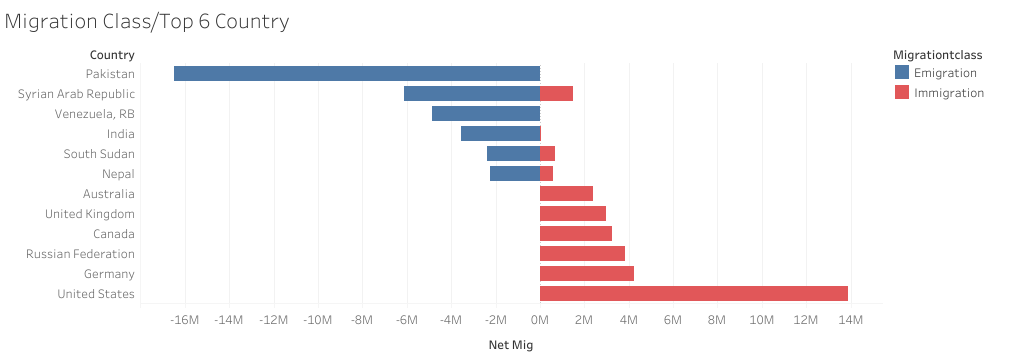 Migration Class/Top 6 Country
Country
Pakistan
Syrian Arab Republic
Venezuela, RB
India
South Sudan
Nepal
Australia
United Kingdom
Canada
Russian Federation
Germany
United States
-16M -14M -12M -10M -8M -6M -4M -2M 0M 2M 4M 6M 8M 10M 12M 14M
Net Mig
Migrationtclass
Emigration
Immigration